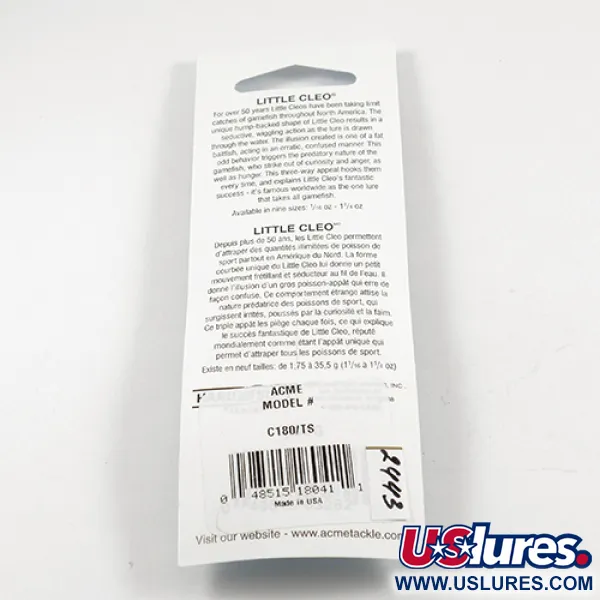 LITTLE CLEO®
For over 50 years Little Cleos have been taking limit
catches of gamefish throughout North America. The
unique hump-backed shape of Little Cleo results in a
seductive, wiggling action as the lure is drawn
through the water. The illusion created is one of a fat
baitfish, acting in an erratic, confused manner. This
odd behavior triggers the predatory nature of the
gamefish, who strike out of curiosity and anger, as
well as hunger. This three-way appeal hooks them
every time, and explains Little Cleo's fantastic
success - it's famous worldwide as the one lure
that takes all gamefish.
Available in nine sizes: 1/16 oz - 1 1/4 oz
LITTLE CLEO
Depuis plus de 50 ans, les Little Cleo permettent
d'attraper des quantités illimitées de poisson de
sport partout en Amérique du Nord. La forme
courbée unique du Little Cleo lui donne un petit
mouvement frétillant et séducteur au fil de l'eau. Il
donne l'illusion d'un gros poisson-appât qui erre de
façon confuse. Ce comportement étrange attise la
nature prédatrice des poissons de sport, qui
surgissent irrités, poussés par la curiosité et la faim.
Ce triple appât les piège chaque fois, ce qui explique
le succès fantastique de Little Cleo, réputé
mondialement comme étant l'appât unique qui
permet d'attraper tous les poissons de sport.
Existe en neuf tailles: de 1,75 à 35,5 g
INC.
ACME
MODEL #
C180/TS
0 48515 18041 1
Made in USA
2443
Visit our website - www.acmetackle.com
USlures.
WWW.USLURES.COM